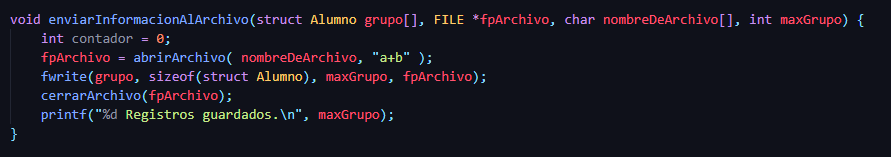 void enviarInformacionAlArchivo(struct Alumno grupo[], FILE *fpArchivo, char nombreDeArchivo[], int maxGrupo) {
    int contador = 0;
    fpArchivo = abrirArchivo( nombreDeArchivo, "a+b" );
    fwrite(grupo, sizeof(struct Alumno), maxGrupo, fpArchivo);
    cerrarArchivo(fpArchivo);
    printf("%d Registros guardados.\n", maxGrupo);
}